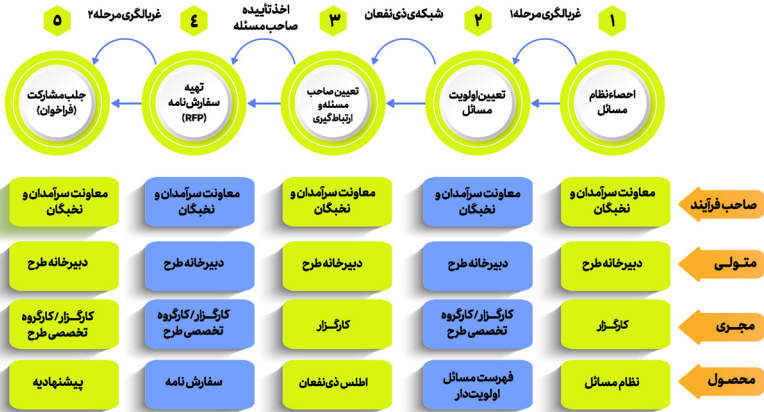 ۱
غربالگری مرحله۱
۲
شبکه‌ی ذی‌نفعان
۳
اخذ تأییده
صاحب مسئله
٤
غربالگری مرحله۲
۵
احصاء نظام
مسائل
تعیین اولویت
مسائل
تعیین صاحب
مسئله و
ارتباط‌گیری
تهیه
سفارش‌نامه
(RFP)
جلب مشارکت
(فراخوان)
صاحب فرآیند
معاونت سرآمدان و
نخبگان
معاونت سرآمدان و
نخبگان
معاونت سرآمدان و
نخبگان
معاونت سرآمدان و
نخبگان
معاونت سرآمدان و
نخبگان
متولی
دبیرخانه طرح
دبیرخانه طرح
دبیرخانه طرح
دبیرخانه طرح
دبیرخانه طرح
مجری
کارگزار
کارگزار/کارگروه
تخصصی طرح
کارگزار
کارگزار/کارگروه
تخصصی طرح
کارگزار/کارگروه
تخصصی طرح
محصول
نظام مسائل
فهرست مسائل
اولویت‌دار
اطلس ذی‌نفعان
سفارش نامه
پیشنهادیه